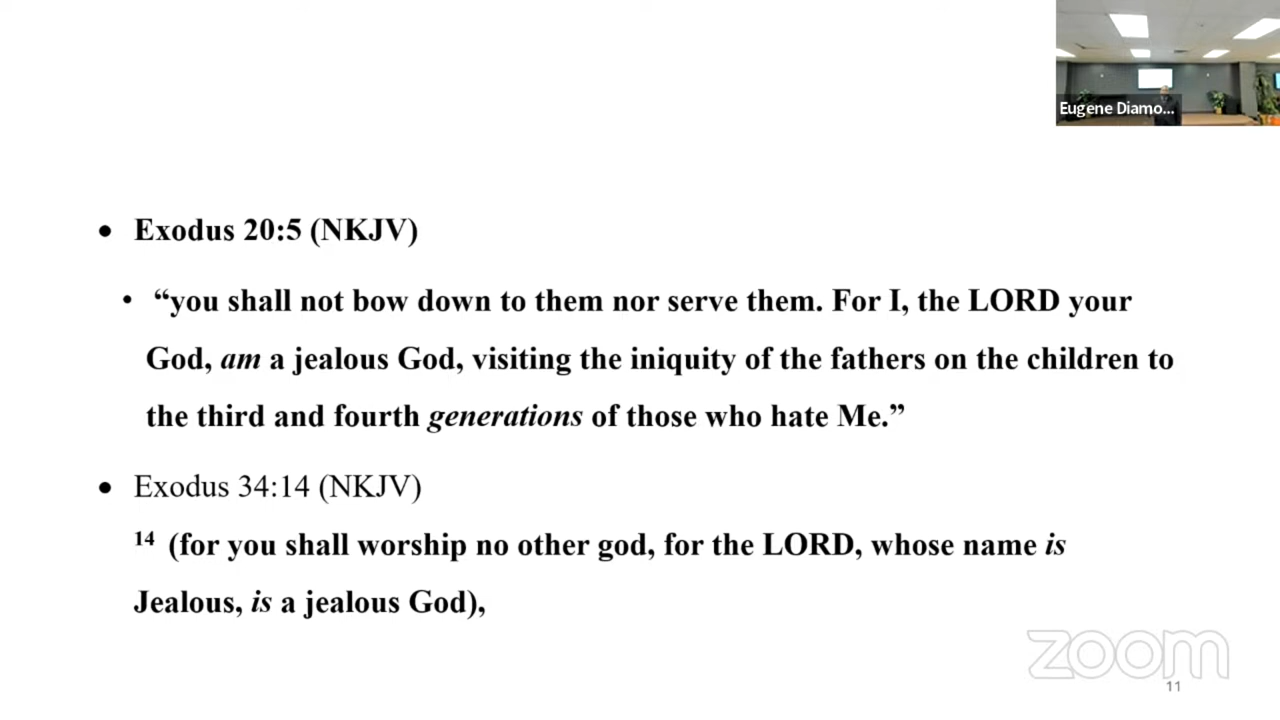 Eugene Diamo...
• Exodus 20:5 (NKJV)
• “you shall not bow down to them nor serve them. For I, the LORD your
God, am a jealous God, visiting the iniquity of the fathers on the children to
the third and fourth generations of those who hate Me.”
• Exodus 34:14 (NKJV)
14 (for you shall worship no other god, for the LORD, whose name is
Jealous, is a jealous God),
zoom
11